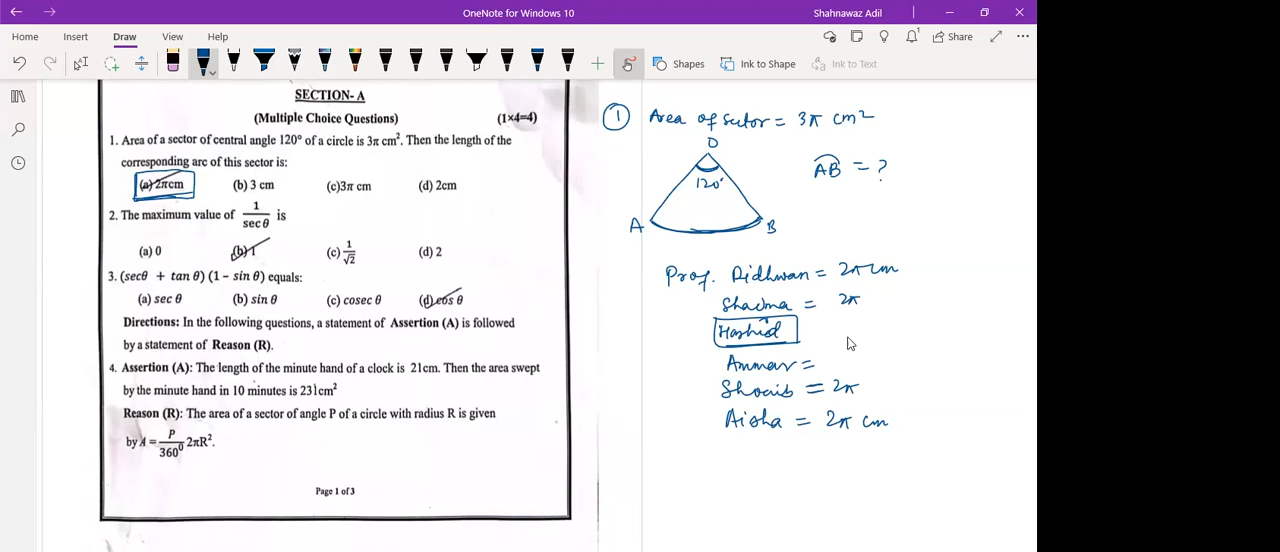 OneNote for Windows 10
Shahnawaz Adil
Home Insert Draw View Help
Share
Shapes
Ink to Shape
Ink to Text
SECTION- A
(Multiple Choice Questions) (1×4=4)
1. Area of a sector of central angle 120° of a circle is 3π cm². Then the length of the
corresponding arc of this sector is:
(a) 2πcm (b) 3 cm (c)3π cm (d) 2cm
2. The maximum value of 1/sec θ is
(a) 0 (b) 1 (c) 1/√2 (d) 2
3. (secθ + tan θ) (1 − sin θ) equals:
(a) sec θ (b) sin θ (c) cosec θ (d) cos θ
Directions: In the following questions, a statement of Assertion (A) is followed
by a statement of Reason (R).
4. Assertion (A): The length of the minute hand of a clock is 21cm. Then the area swept
by the minute hand in 10 minutes is 231cm²
Reason (R): The area of a sector of angle P of a circle with radius R is given
by A = P/360⁰ 2πR².
Page 1 of 3
① Area of sector = 3π cm²
O
120°
A B
AB = ?
Prof. Ridhwan = 2π cm
Shadma = 2π
Hashid
Ammar =
Shoaib = 2π
Aisha = 2π cm